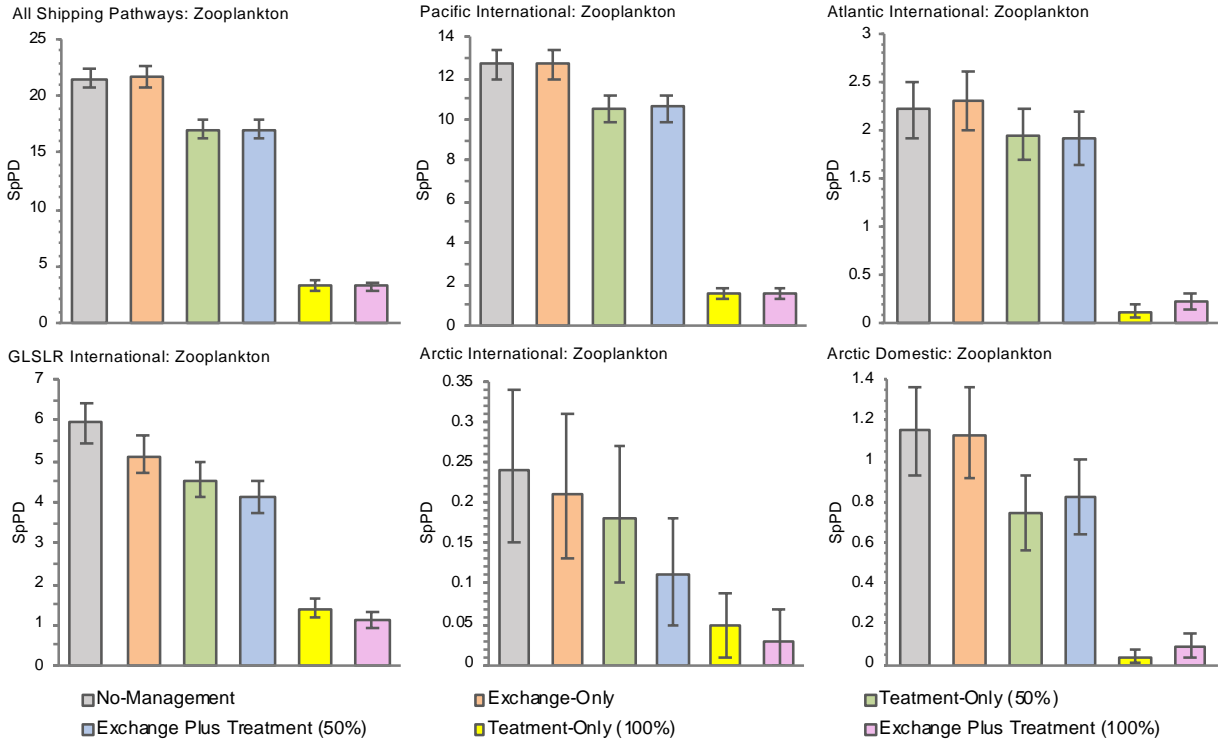 All Shipping Pathways: Zooplankton
25
20
15
10
5
0
SpPD
Pacific International: Zooplankton
14
12
10
8
6
4
2
0
SpPD
Atlantic International: Zooplankton
3
2.5
2
1.5
1
0.5
0
SpPD
GLSLR International: Zooplankton
7
6
5
4
3
2
1
0
SpPD
Arctic International: Zooplankton
0.35
0.3
0.25
0.2
0.15
0.1
0.05
0
SpPD
Arctic Domestic: Zooplankton
1.4
1.2
1
0.8
0.6
0.4
0.2
0
SpPD
No-Management
Exchange-Only
Teatment-Only (50%)
Exchange Plus Treatment (50%)
Teatment-Only (100%)
Exchange Plus Treatment (100%)